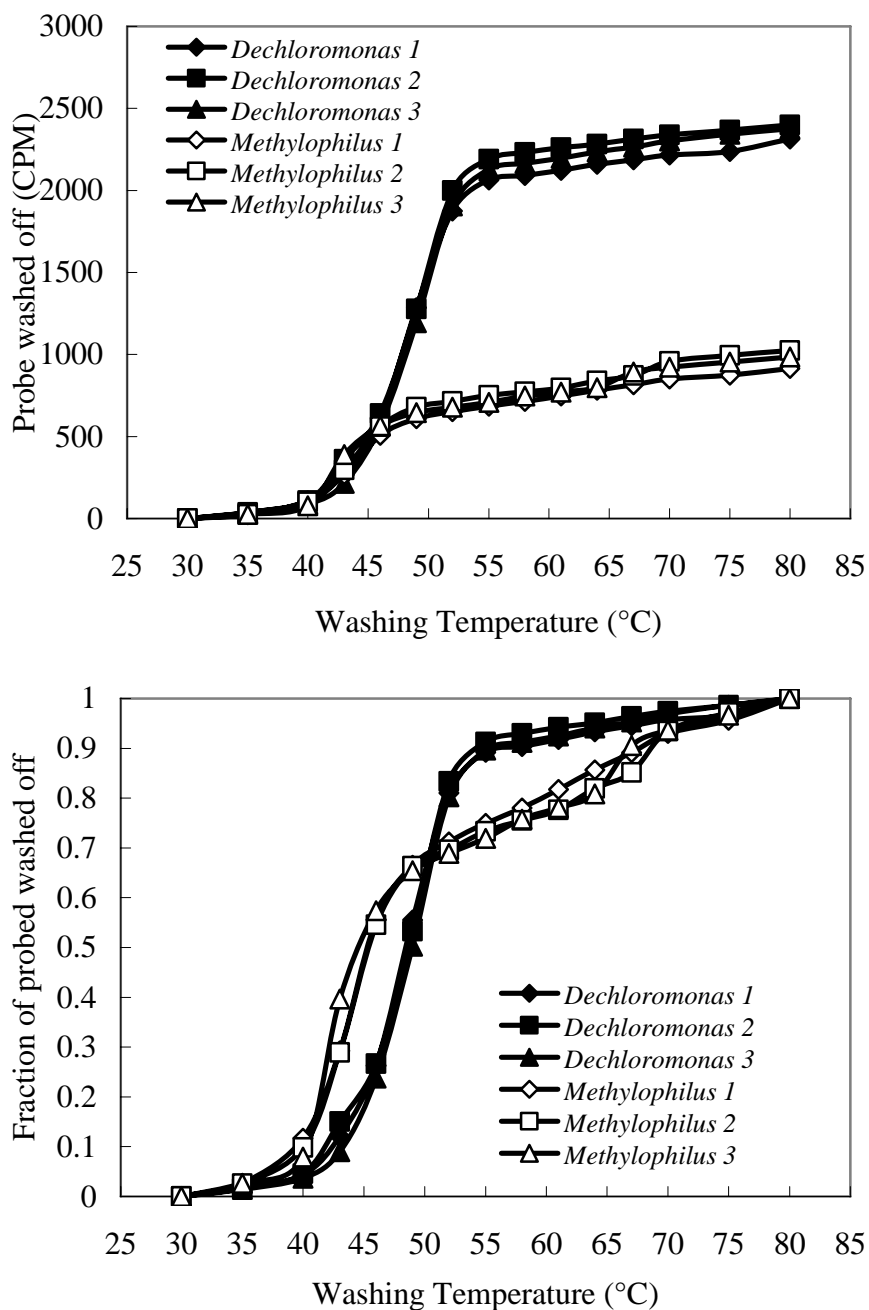 3000
2500
2000
1500
1000
500
0
Probe washed off (CPM)
Dechloromonas 1
Dechloromonas 2
Dechloromonas 3
Methylophilus 1
Methylophilus 2
Methylophilus 3
25 30 35 40 45 50 55 60 65 70 75 80 85
Washing Temperature (°C)
1
0.9
0.8
0.7
0.6
0.5
0.4
0.3
0.2
0.1
0
Fraction of probed washed off
Dechloromonas 1
Dechloromonas 2
Dechloromonas 3
Methylophilus 1
Methylophilus 2
Methylophilus 3
25 30 35 40 45 50 55 60 65 70 75 80 85
Washing Temperature (°C)